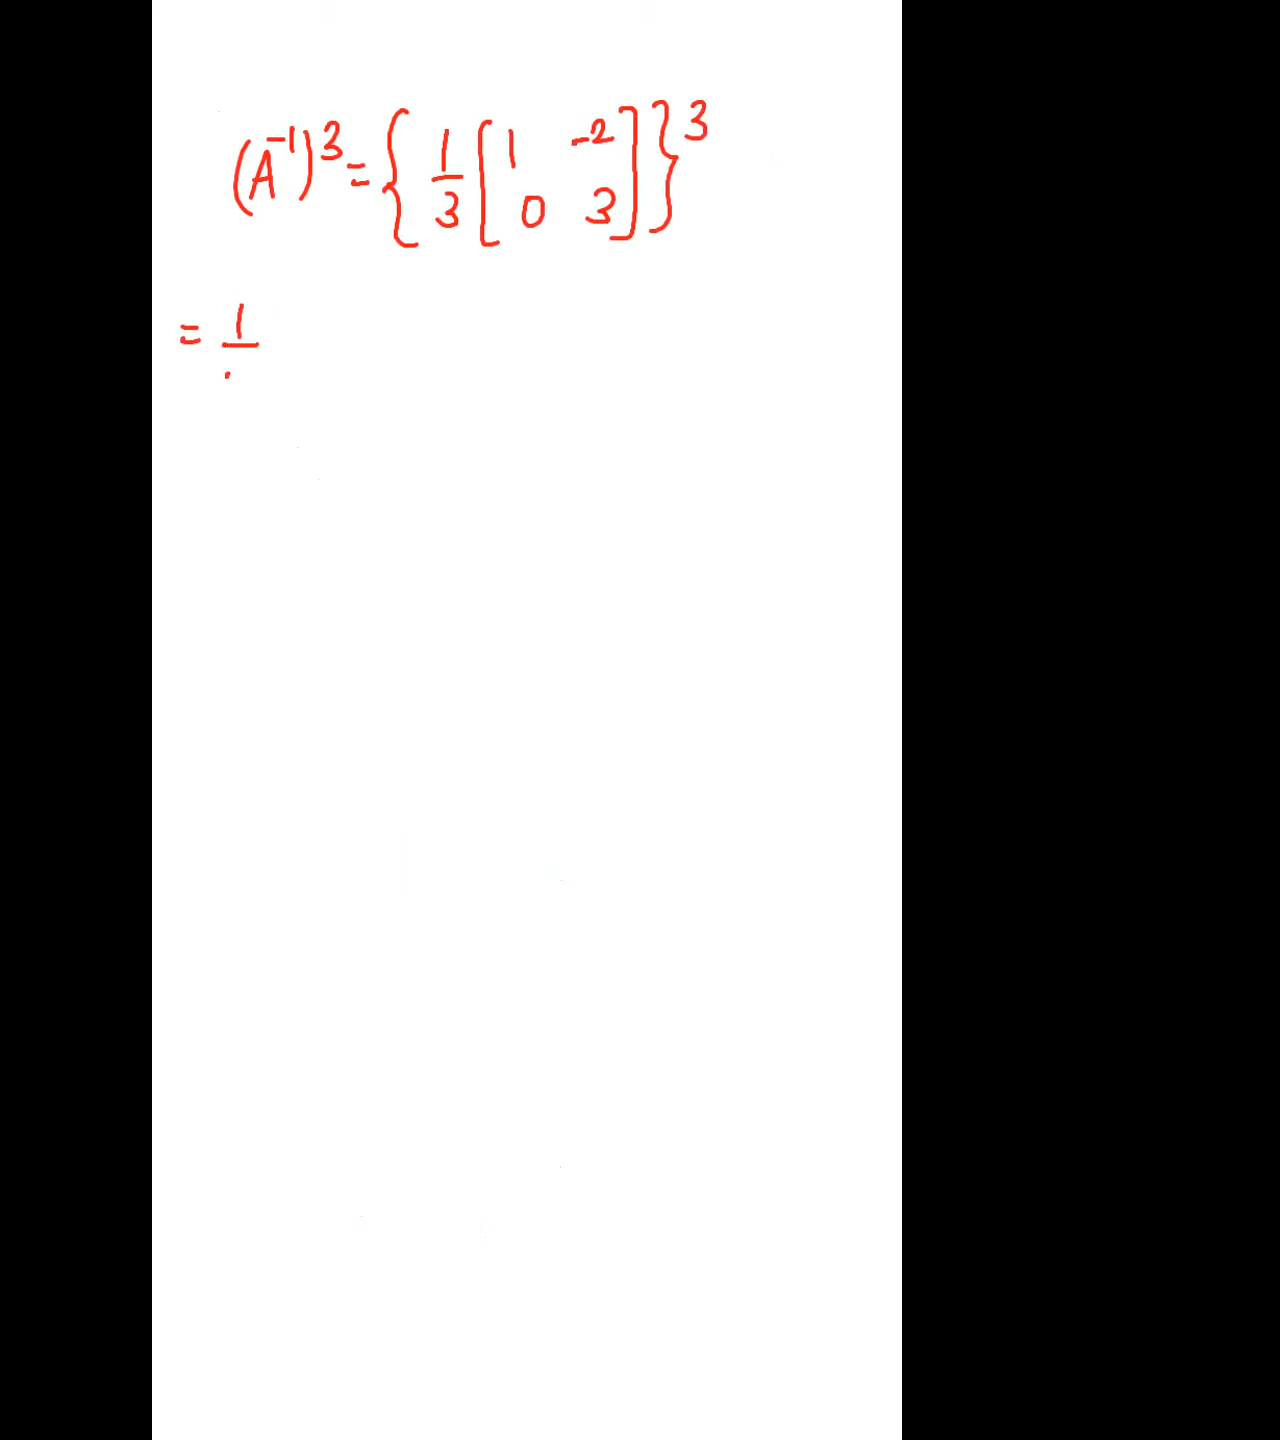 (A⁻¹)³ = { 1/3 [ 1 -2 ; 0 3 ] }³
= 1/